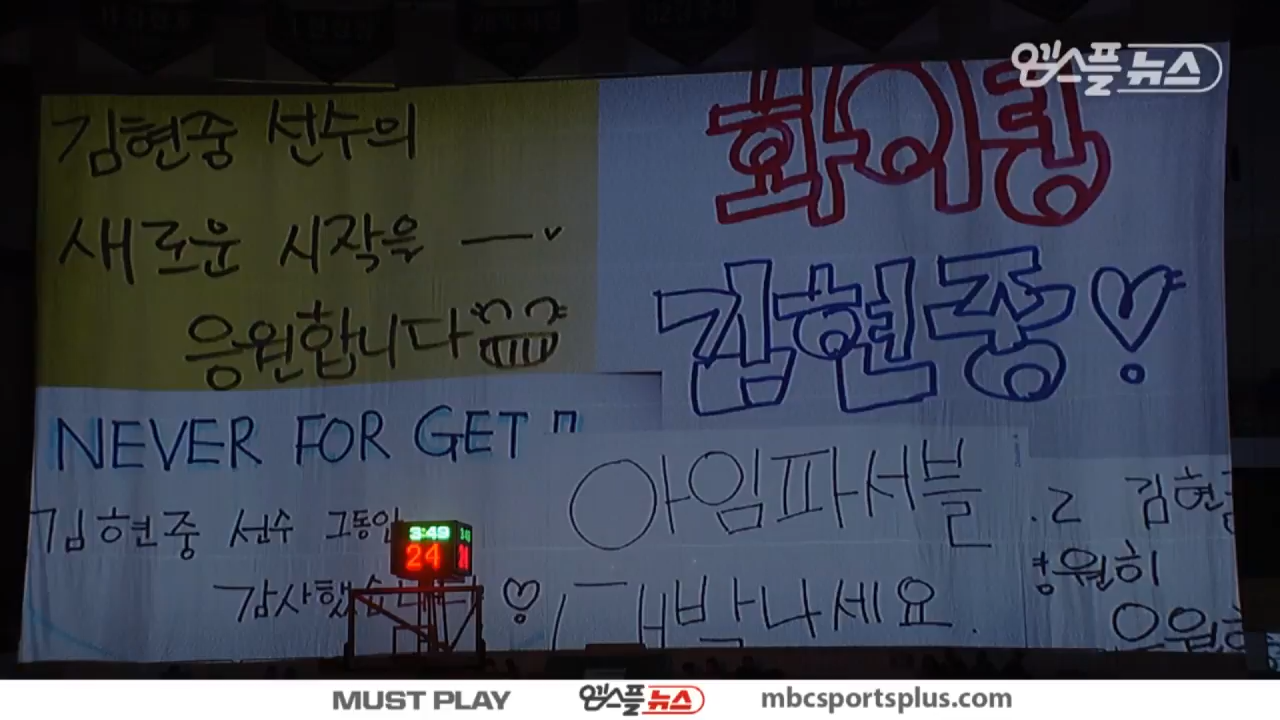 엠스플뉴스
김현중 선수의
새로운 시작을
응원합니다
화이팅
김현중♡
NEVER FOR GET
김현중 선수 그동안
감사했습니다♡
아임파서블
대박나세요.
김현중
영원히
응원
3:49
24
MUST PLAY 엠스플뉴스 mbcsportsplus.com